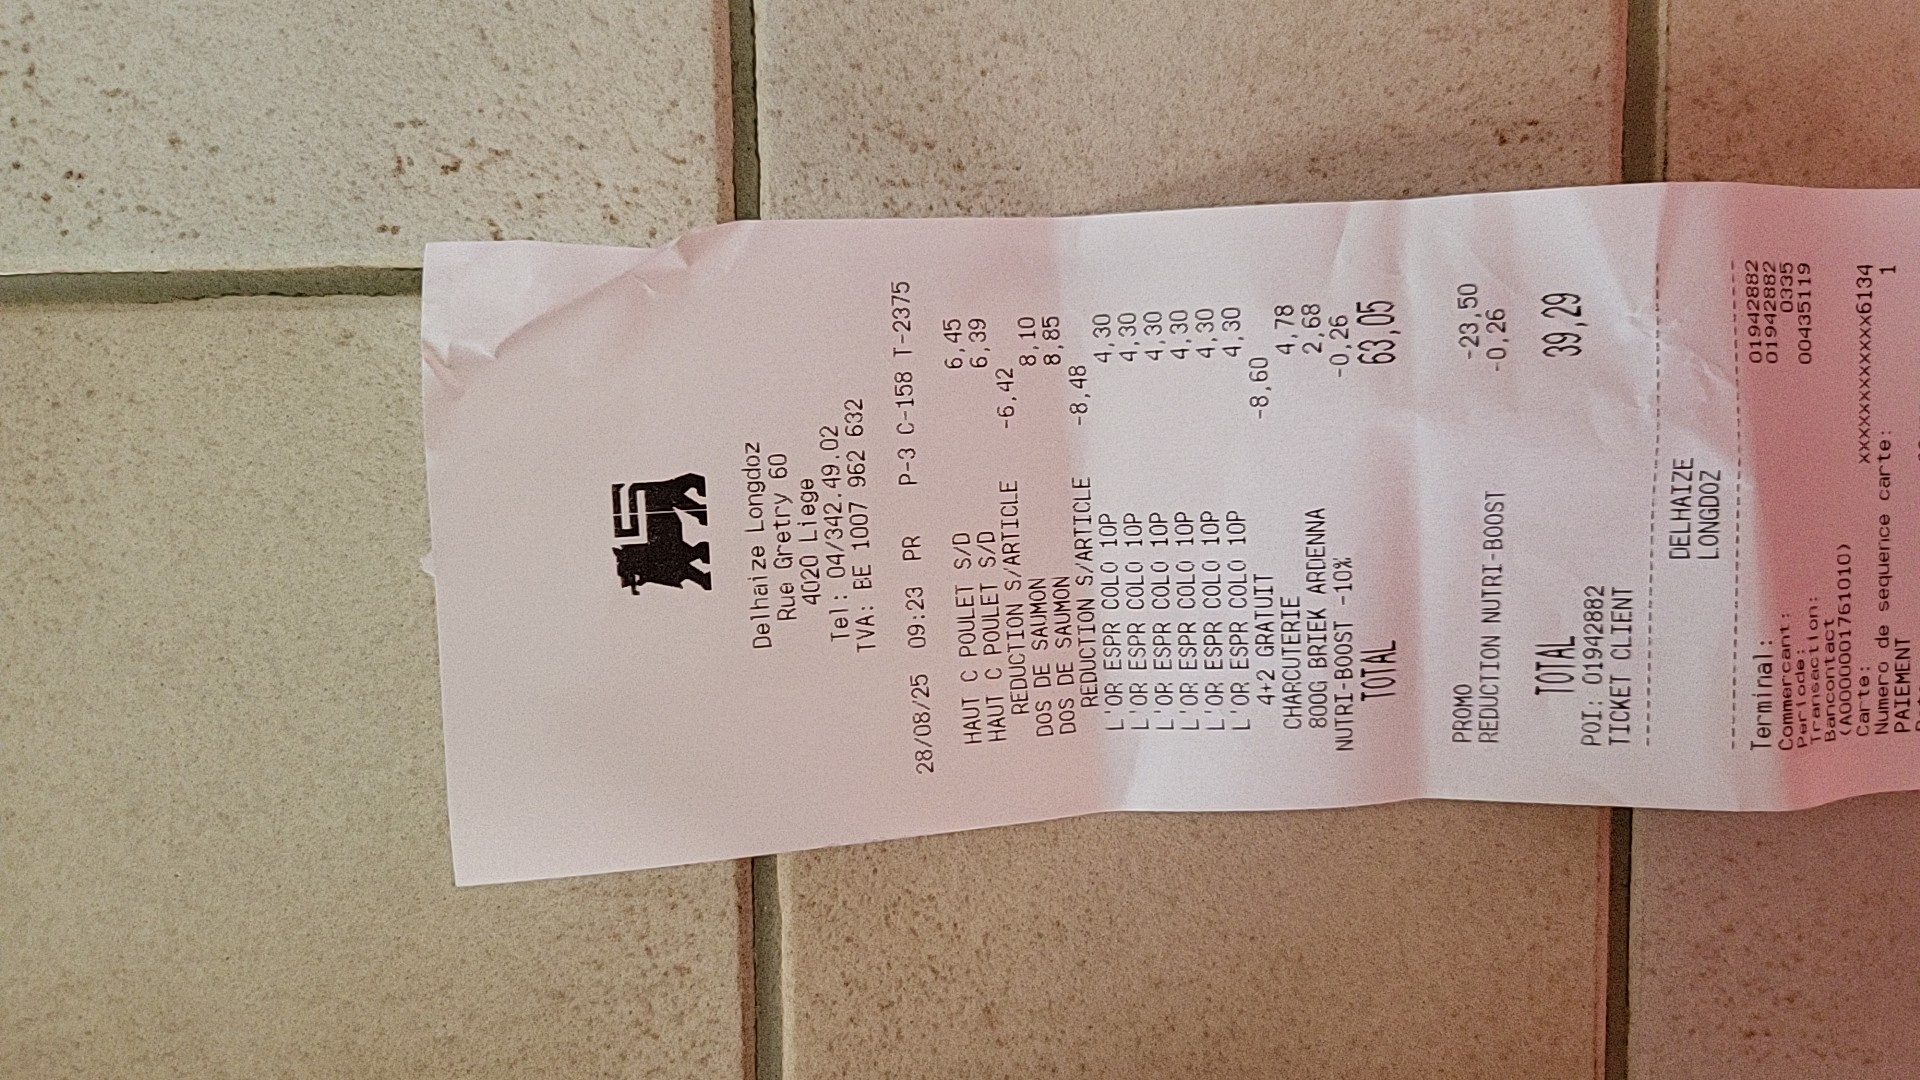 Delhaize Longdoz
Rue Gretry 60
4020 Liege
Tel: 04/342.49.02
TVA: BE 1007 962 632
28/08/25 09:23 PR P-3 C-158 T-2375
HAUT C POULET S/D 6,45
HAUT C POULET S/D 6,39
REDUCTION S/ARTICLE -6,42
DOS DE SAUMON 8,10
DOS DE SAUMON 8,85
REDUCTION S/ARTICLE -8,48
L'OR ESPR COLO 10P 4,30
L'OR ESPR COLO 10P 4,30
L'OR ESPR COLO 10P 4,30
L'OR ESPR COLO 10P 4,30
L'OR ESPR COLO 10P 4,30
L'OR ESPR COLO 10P 4,30
4+2 GRATUIT -8,60
CHARCUTERIE 4,78
800G BRIEK ARDENNA 2,68
NUTRI-BOOST -10% -0,26
TOTAL 63,05
PROMO -23,50
REDUCTION NUTRI-BOOST -0,26
TOTAL 39,29
POI: 01942882
TICKET CLIENT
DELHAIZE
LONGDOZ
Terminal: 01942882
Commercant: 01942882
Periode: 0335
Transaction: 00435119
Bancontact
(A0000001761010)
Carte: xxxxxxxxxxxxx6134
Numero de sequence carte: 1
PAIEMENT